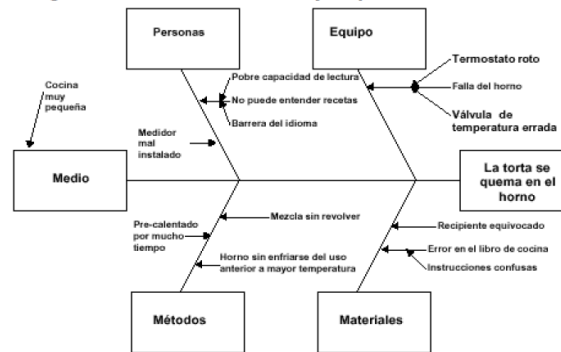 Personas
Equipo
Cocina
muy
pequeña
Pobre capacidad de lectura
No puede entender recetas
Barrera del idioma
Medidor
mal
instalado
Termostato roto
Falla del horno
Válvula de
temperatura errada
Medio
La torta se
quema en el
horno
Pre-calentado
por mucho
tiempo
Mezcla sin revolver
Horno sin enfriarse del uso
anterior a mayor temperatura
Recipiente equivocado
Error en el libro de cocina
Instrucciones confusas
Métodos
Materiales